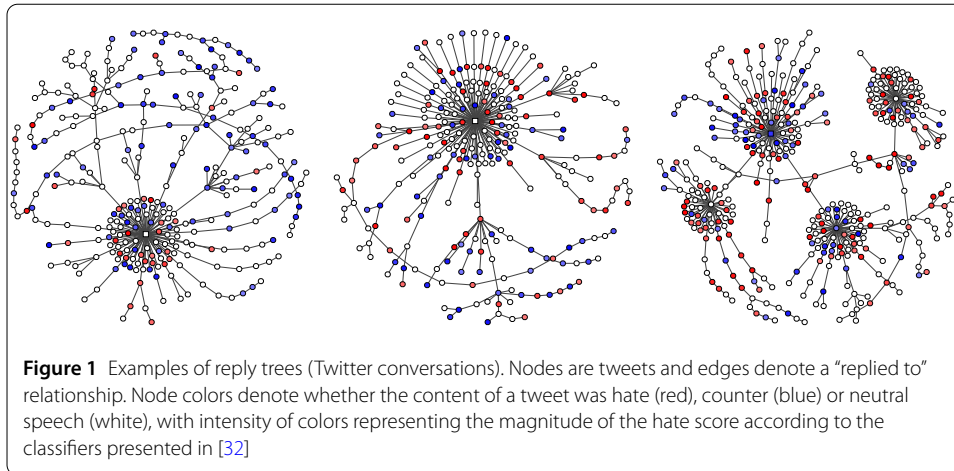 Figure 1 Examples of reply trees (Twitter conversations). Nodes are tweets and edges denote a “replied to”
relationship. Node colors denote whether the content of a tweet was hate (red), counter (blue) or neutral
speech (white), with intensity of colors representing the magnitude of the hate score according to the
classifiers presented in [32]